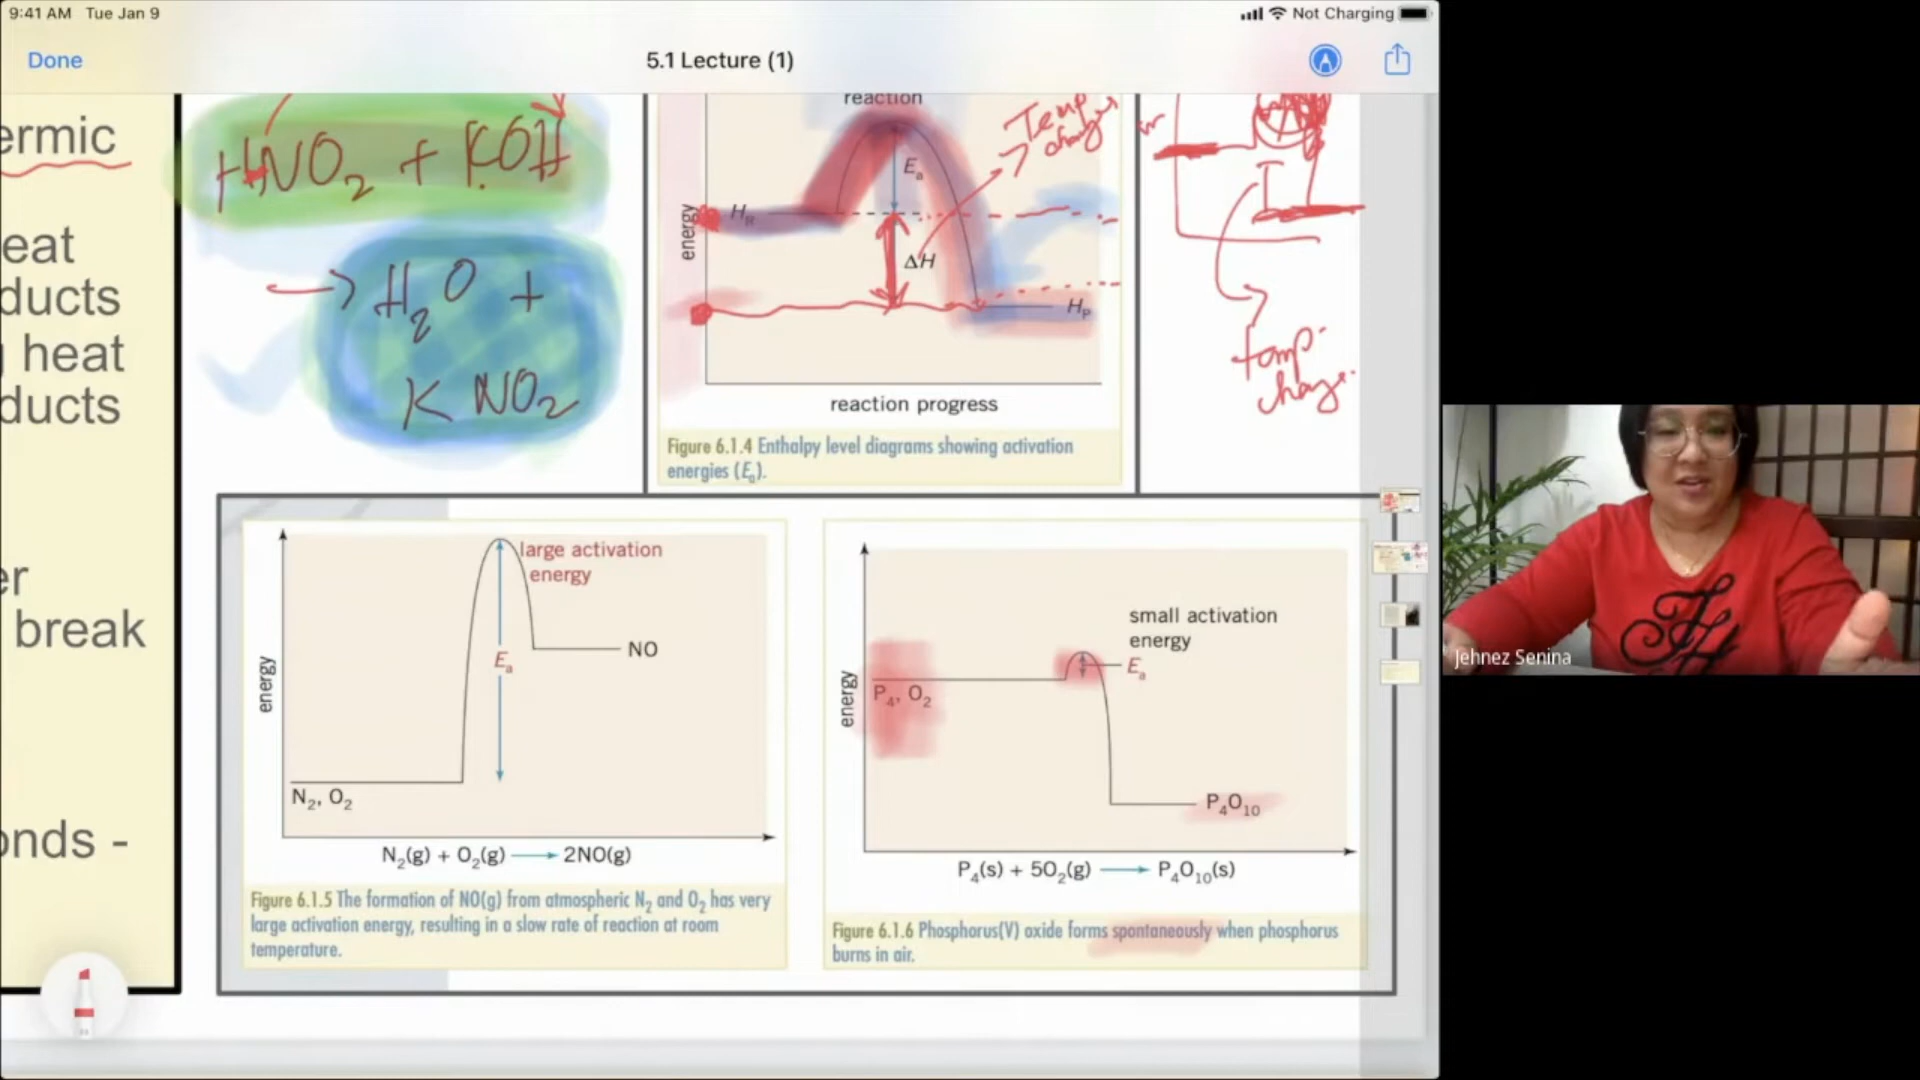 9:41 AM Tue Jan 9
Not Charging
Done
5.1 Lecture (1)
ermic
eat
ducts
heat
ducts
er
break
onds -
HNO2 + KOH
→ H2O +
K NO2
reaction
energy
HR
Ea
ΔH
HP
Temp
reaction progress
Figure 6.1.4 Enthalpy level diagrams showing activation
energies (Ea).
temp
energy
large activation
energy
Ea
NO
N2, O2
N2(g) + O2(g) → 2NO(g)
Figure 6.1.5 The formation of NO(g) from atmospheric N2 and O2 has very
large activation energy, resulting in a slow rate of reaction at room
temperature.
energy
small activation
energy
Ea
P4, O2
P4O10
P4(s) + 5O2(g) → P4O10(s)
Figure 6.1.6 Phosphorus(V) oxide forms spontaneously when phosphorus
burns in air.
Jehnez Senina